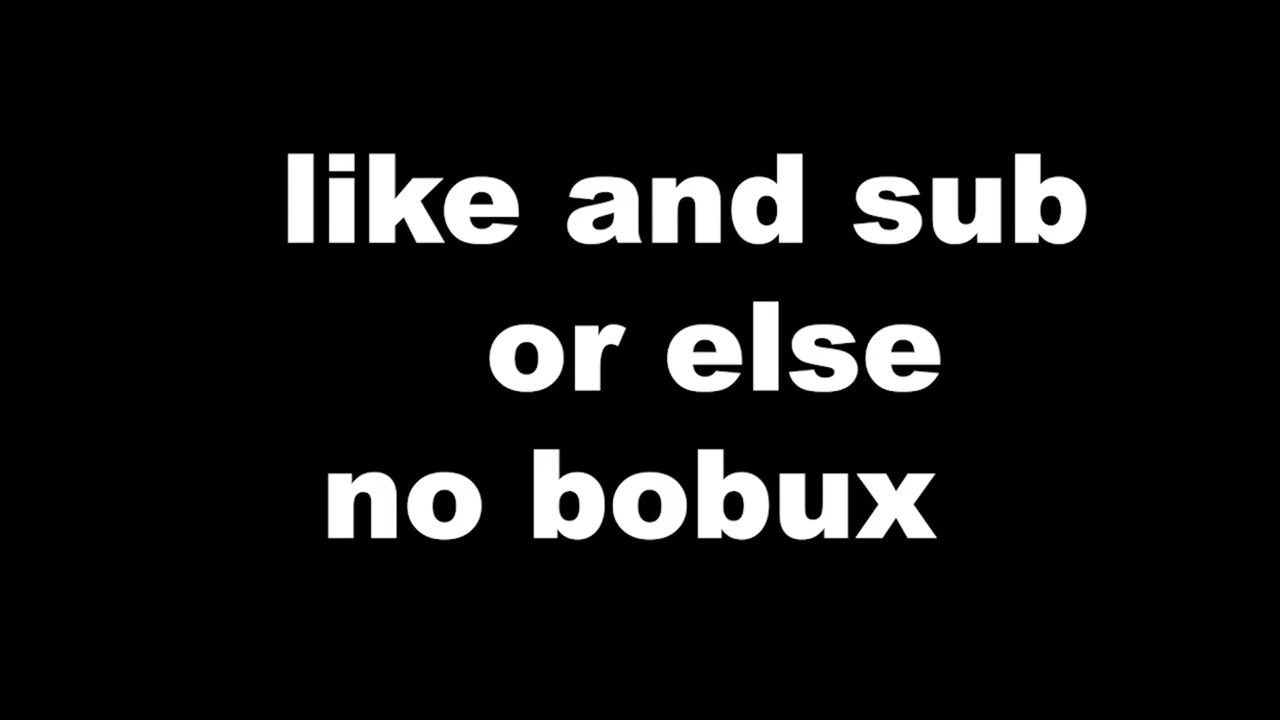 like and sub
or else
no bobux